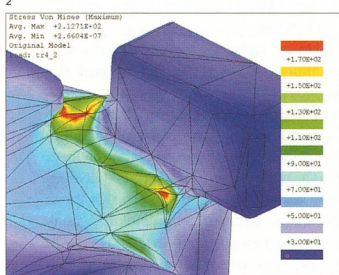 2
Stress Von Mises (Maximum)
Avg. Max +2.1271E+02
Avg. Min +2.6604E-07
Original Model
Load: tr4_2
+1.70E+02
+1.50E+02
+1.30E+02
+1.10E+02
+9.00E+01
+7.00E+01
+5.00E+01
+3.00E+01